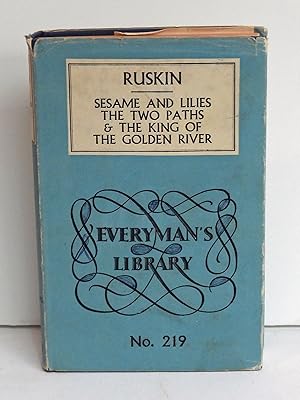 RUSKIN
SESAME AND LILIES
THE TWO PATHS
& THE KING OF
THE GOLDEN RIVER
EVERYMAN'S
LIBRARY
No. 219